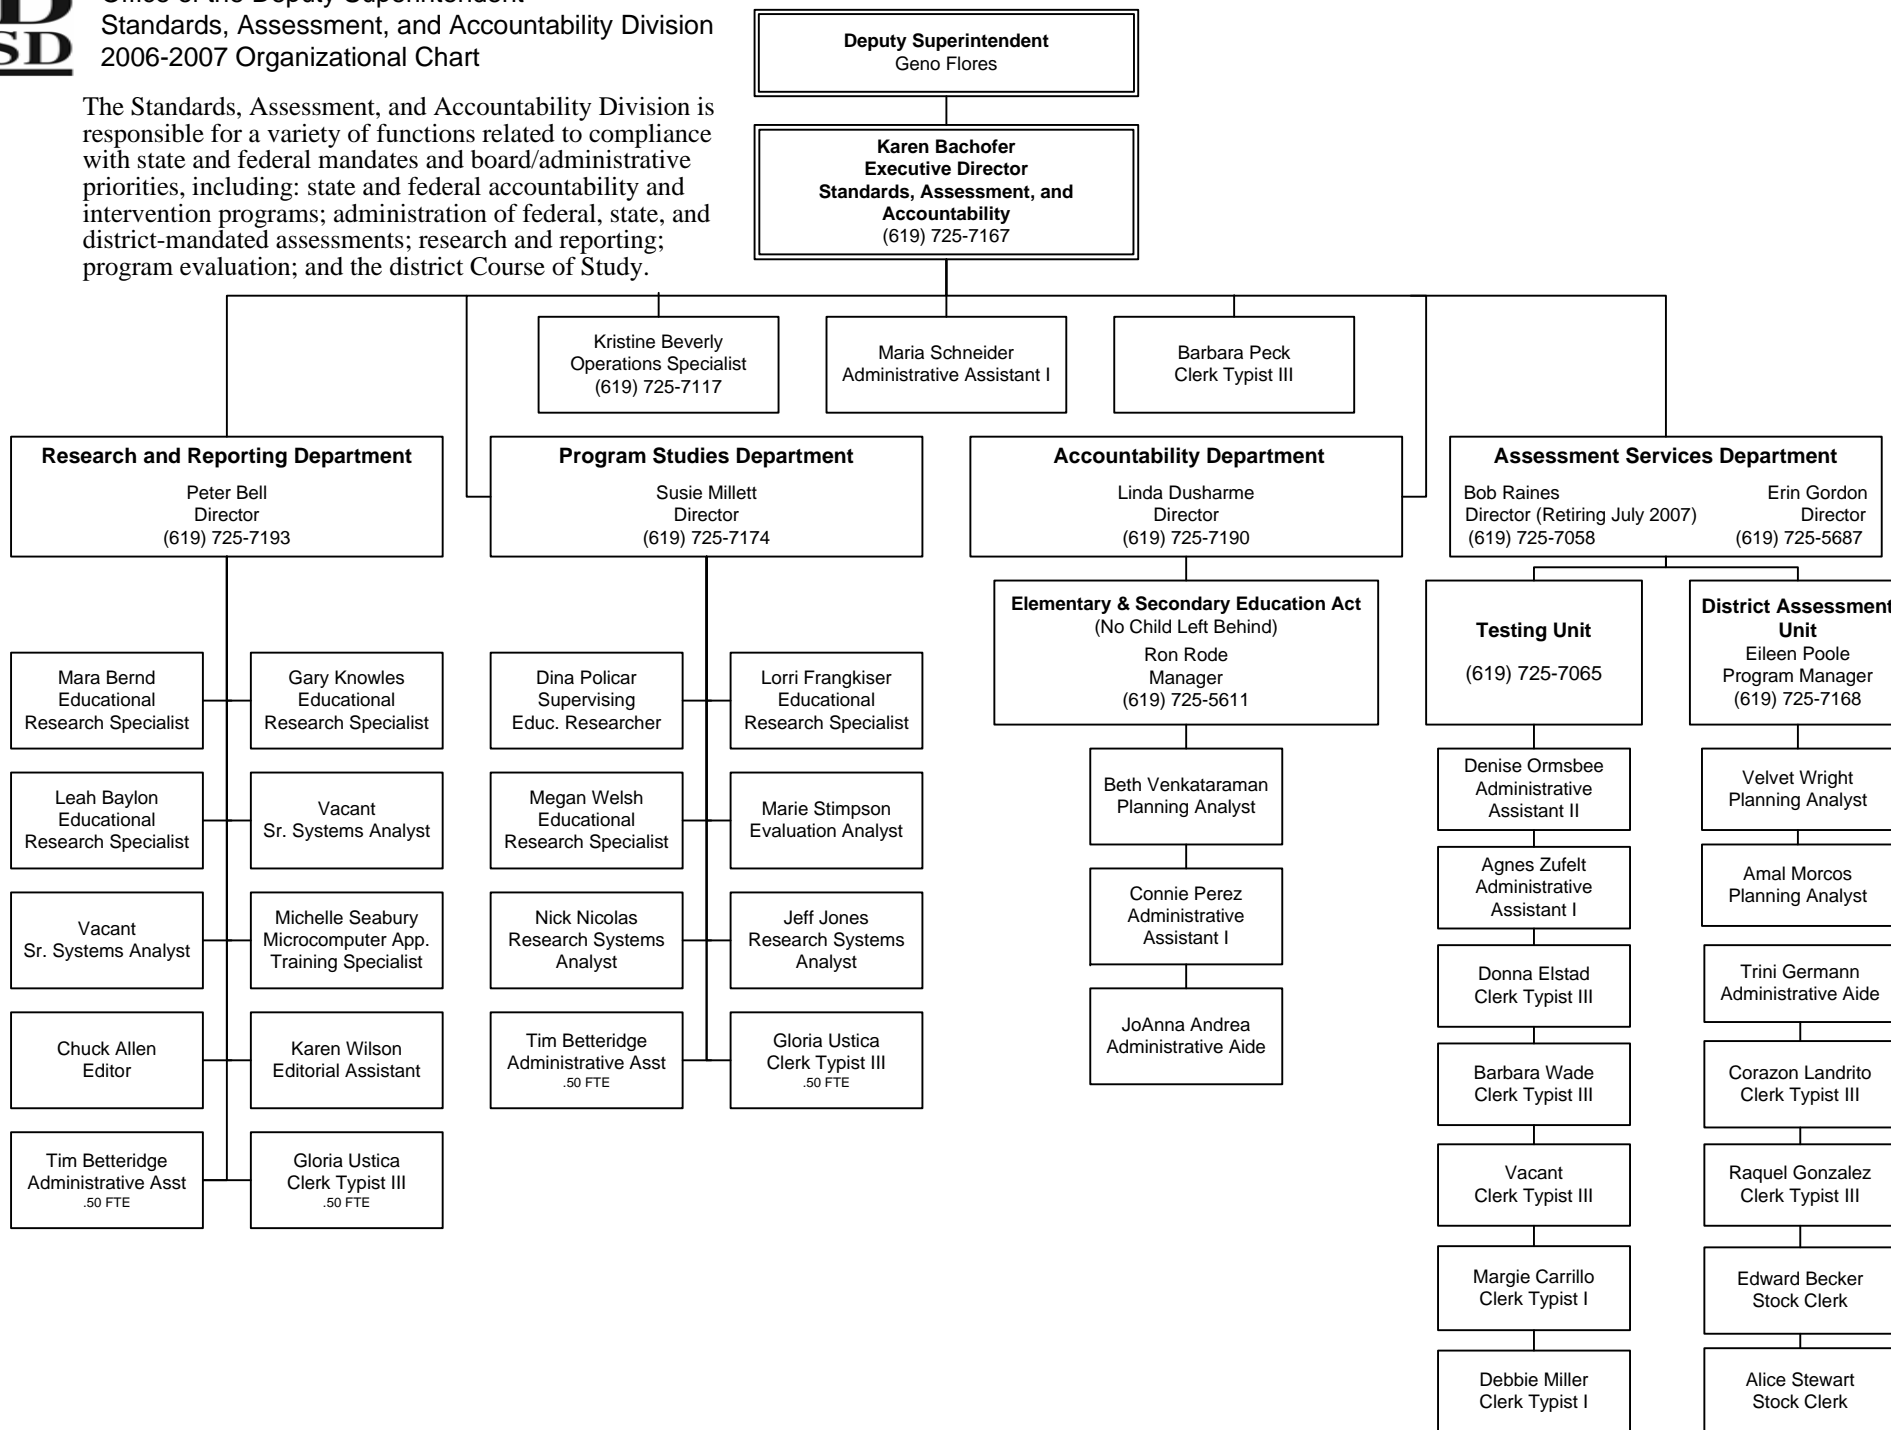 SD
Office of the Deputy Superintendent
Standards, Assessment, and Accountability Division
2006-2007 Organizational Chart
The Standards, Assessment, and Accountability Division is
responsible for a variety of functions related to compliance
with state and federal mandates and board/administrative
priorities, including: state and federal accountability and
intervention programs; administration of federal, state, and
district-mandated assessments; research and reporting;
program evaluation; and the district Course of Study.
Deputy Superintendent
Geno Flores
Karen Bachofer
Executive Director
Standards, Assessment, and
Accountability
(619) 725-7167
Kristine Beverly
Operations Specialist
(619) 725-7117
Maria Schneider
Administrative Assistant I
Barbara Peck
Clerk Typist III
Research and Reporting Department
Peter Bell
Director
(619) 725-7193
Mara Bernd
Educational
Research Specialist
Gary Knowles
Educational
Research Specialist
Leah Baylon
Educational
Research Specialist
Vacant
Sr. Systems Analyst
Vacant
Sr. Systems Analyst
Michelle Seabury
Microcomputer App.
Training Specialist
Chuck Allen
Editor
Karen Wilson
Editorial Assistant
Tim Betteridge
Administrative Asst
.50 FTE
Gloria Ustica
Clerk Typist III
.50 FTE
Program Studies Department
Susie Millett
Director
(619) 725-7174
Dina Policar
Supervising
Educ. Researcher
Lorri Frangkiser
Educational
Research Specialist
Megan Welsh
Educational
Research Specialist
Marie Stimpson
Evaluation Analyst
Nick Nicolas
Research Systems
Analyst
Jeff Jones
Research Systems
Analyst
Tim Betteridge
Administrative Asst
.50 FTE
Gloria Ustica
Clerk Typist III
.50 FTE
Accountability Department
Linda Dusharme
Director
(619) 725-7190
Elementary & Secondary Education Act
(No Child Left Behind)
Ron Rode
Manager
(619) 725-5611
Beth Venkataraman
Planning Analyst
Connie Perez
Administrative
Assistant I
JoAnna Andrea
Administrative Aide
Assessment Services Department
Bob Raines
Director (Retiring July 2007)
(619) 725-7058
Erin Gordon
Director
(619) 725-5687
Testing Unit
(619) 725-7065
Denise Ormsbee
Administrative
Assistant II
Agnes Zufelt
Administrative
Assistant I
Donna Elstad
Clerk Typist III
Barbara Wade
Clerk Typist III
Vacant
Clerk Typist III
Margie Carrillo
Clerk Typist I
Debbie Miller
Clerk Typist I
District Assessment
Unit
Eileen Poole
Program Manager
(619) 725-7168
Velvet Wright
Planning Analyst
Amal Morcos
Planning Analyst
Trini Germann
Administrative Aide
Corazon Landrito
Clerk Typist III
Raquel Gonzalez
Clerk Typist III
Edward Becker
Stock Clerk
Alice Stewart
Stock Clerk